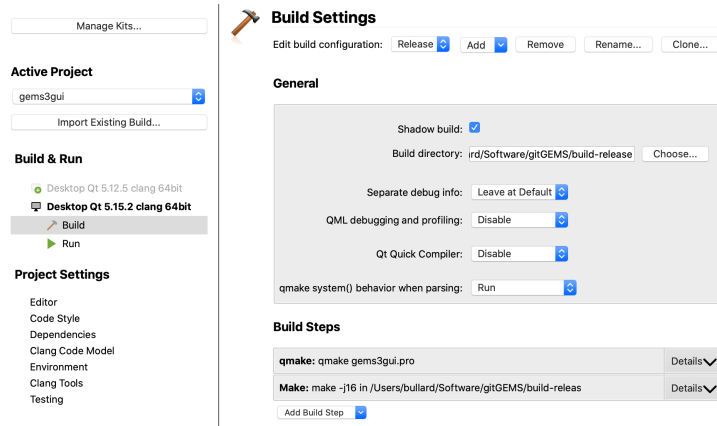 Manage Kits...
Active Project
gems3gui
Import Existing Build...
Build & Run
Desktop Qt 5.12.5 clang 64bit
Desktop Qt 5.15.2 clang 64bit
Build
Run
Project Settings
Editor
Code Style
Dependencies
Clang Code Model
Environment
Clang Tools
Testing
Build Settings
Edit build configuration: Release Add Remove Rename... Clone...
General
Shadow build:
Build directory: ard/Software/gitGEMS/build-release Choose...
Separate debug info: Leave at Default
QML debugging and profiling: Disable
Qt Quick Compiler: Disable
qmake system() behavior when parsing: Run
Build Steps
qmake: qmake gems3gui.pro Details
Make: make -j16 in /Users/bullard/Software/gitGEMS/build-releas Details
Add Build Step